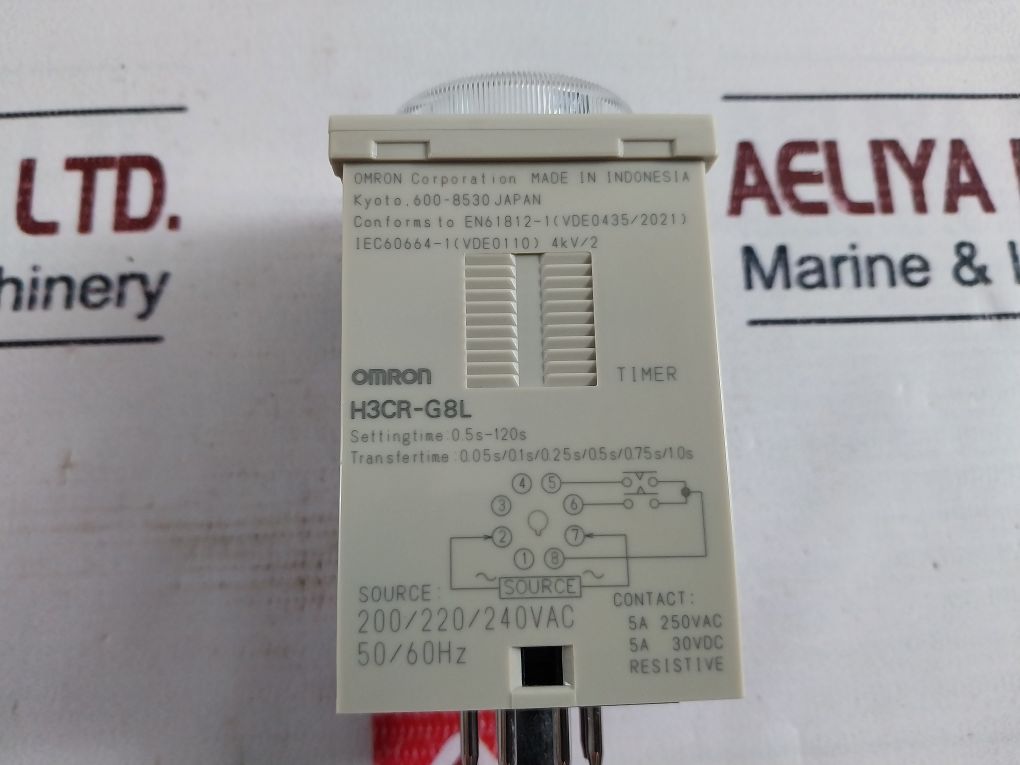 LTD.
hinery
AELIYA
Marine &
OMRON Corporation MADE IN INDONESIA
Kyoto, 600-8530 JAPAN
Conforms to EN61812-1(VDE0435/2021)
IEC60664-1(VDE0110) 4kV/2
OMRON
TIMER
H3CR-G8L
Settingtime:0.5s-120s
Transfertime:0.05s/0.1s/0.25s/0.5s/0.75s/1.0s
4 5
3 6
2 7
1 8
SOURCE
SOURCE:
200/220/240VAC
50/60Hz
CONTACT:
5A 250VAC
5A 30VDC
RESISTIVE